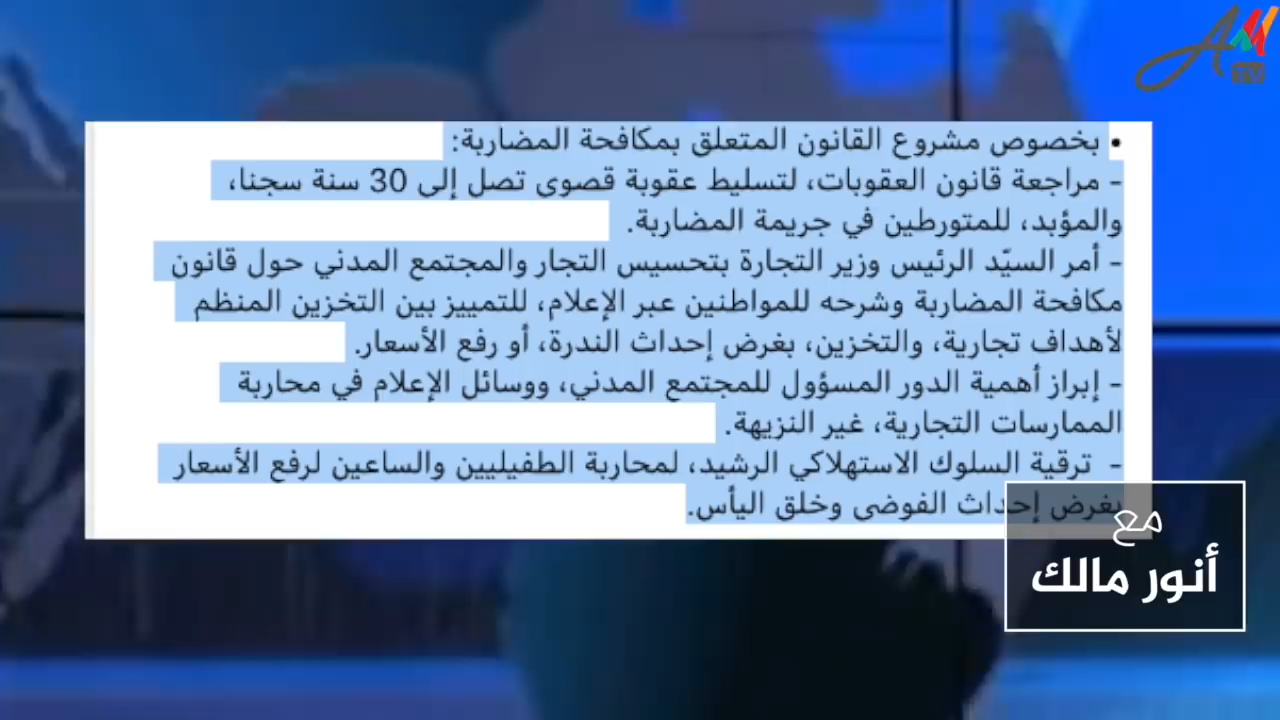 AM
TV
• بخصوص مشروع القانون المتعلق بمكافحة المضاربة:
- مراجعة قانون العقوبات، لتسليط عقوبة قصوى تصل إلى 30 سنة سجنا،
والمؤبد، للمتورطين في جريمة المضاربة.
- أمر السيّد الرئيس وزير التجارة بتحسيس التجار والمجتمع المدني حول قانون
مكافحة المضاربة وشرحه للمواطنين عبر الإعلام، للتمييز بين التخزين المنظم
لأهداف تجارية، والتخزين، بغرض إحداث الندرة، أو رفع الأسعار.
- إبراز أهمية الدور المسؤول للمجتمع المدني، ووسائل الإعلام في محاربة
الممارسات التجارية، غير النزيهة.
- ترقية السلوك الاستهلاكي الرشيد، لمحاربة الطفيليين والساعين لرفع الأسعار
بغرض إحداث الفوضى وخلق اليأس.
مع
أنور مالك